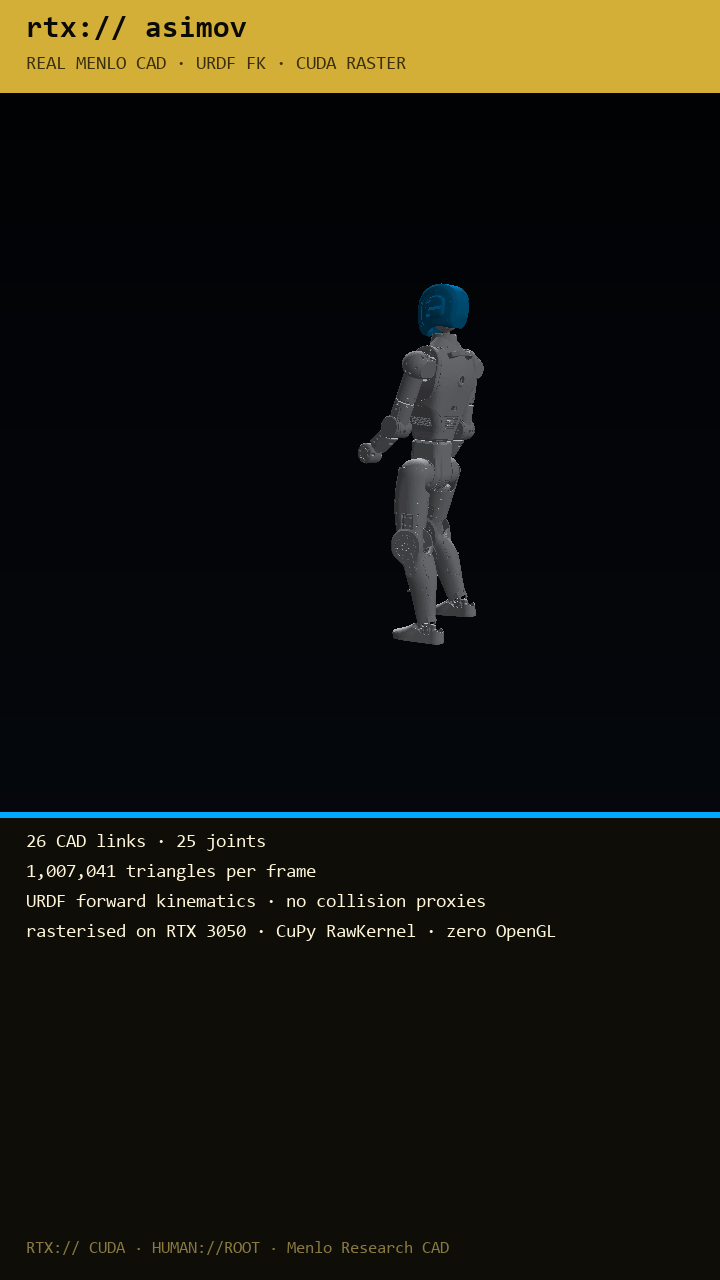 rtx:// asimov
REAL MENLO CAD · URDF FK · CUDA RASTER
26 CAD links · 25 joints
1,007,041 triangles per frame
URDF forward kinematics · no collision proxies
rasterised on RTX 3050 · CuPy RawKernel · zero OpenGL
RTX:// CUDA · HUMAN://ROOT · Menlo Research CAD